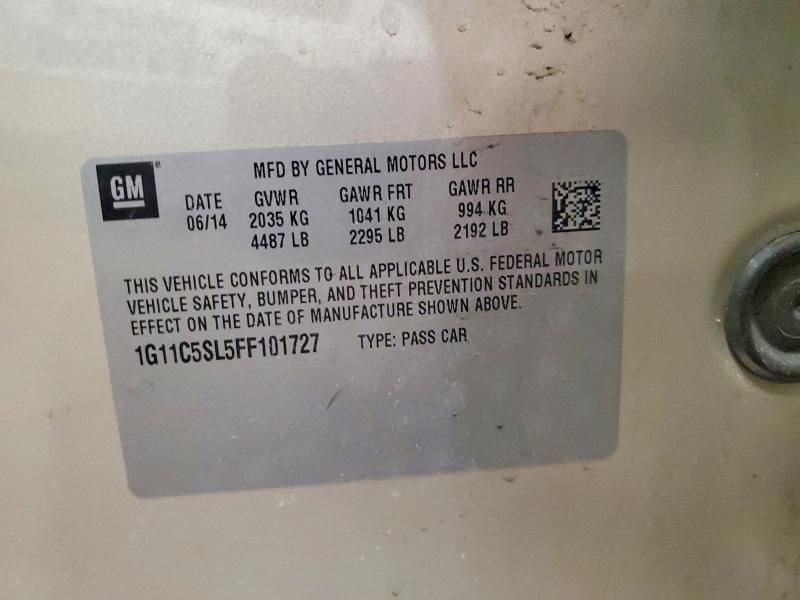 GM
MFD BY GENERAL MOTORS LLC
DATE GVWR GAWR FRT GAWR RR
06/14 2035 KG 1041 KG 994 KG
4487 LB 2295 LB 2192 LB
THIS VEHICLE CONFORMS TO ALL APPLICABLE U.S. FEDERAL MOTOR
VEHICLE SAFETY, BUMPER, AND THEFT PREVENTION STANDARDS IN
EFFECT ON THE DATE OF MANUFACTURE SHOWN ABOVE.
1G11C5SL5FF101727 TYPE: PASS CAR